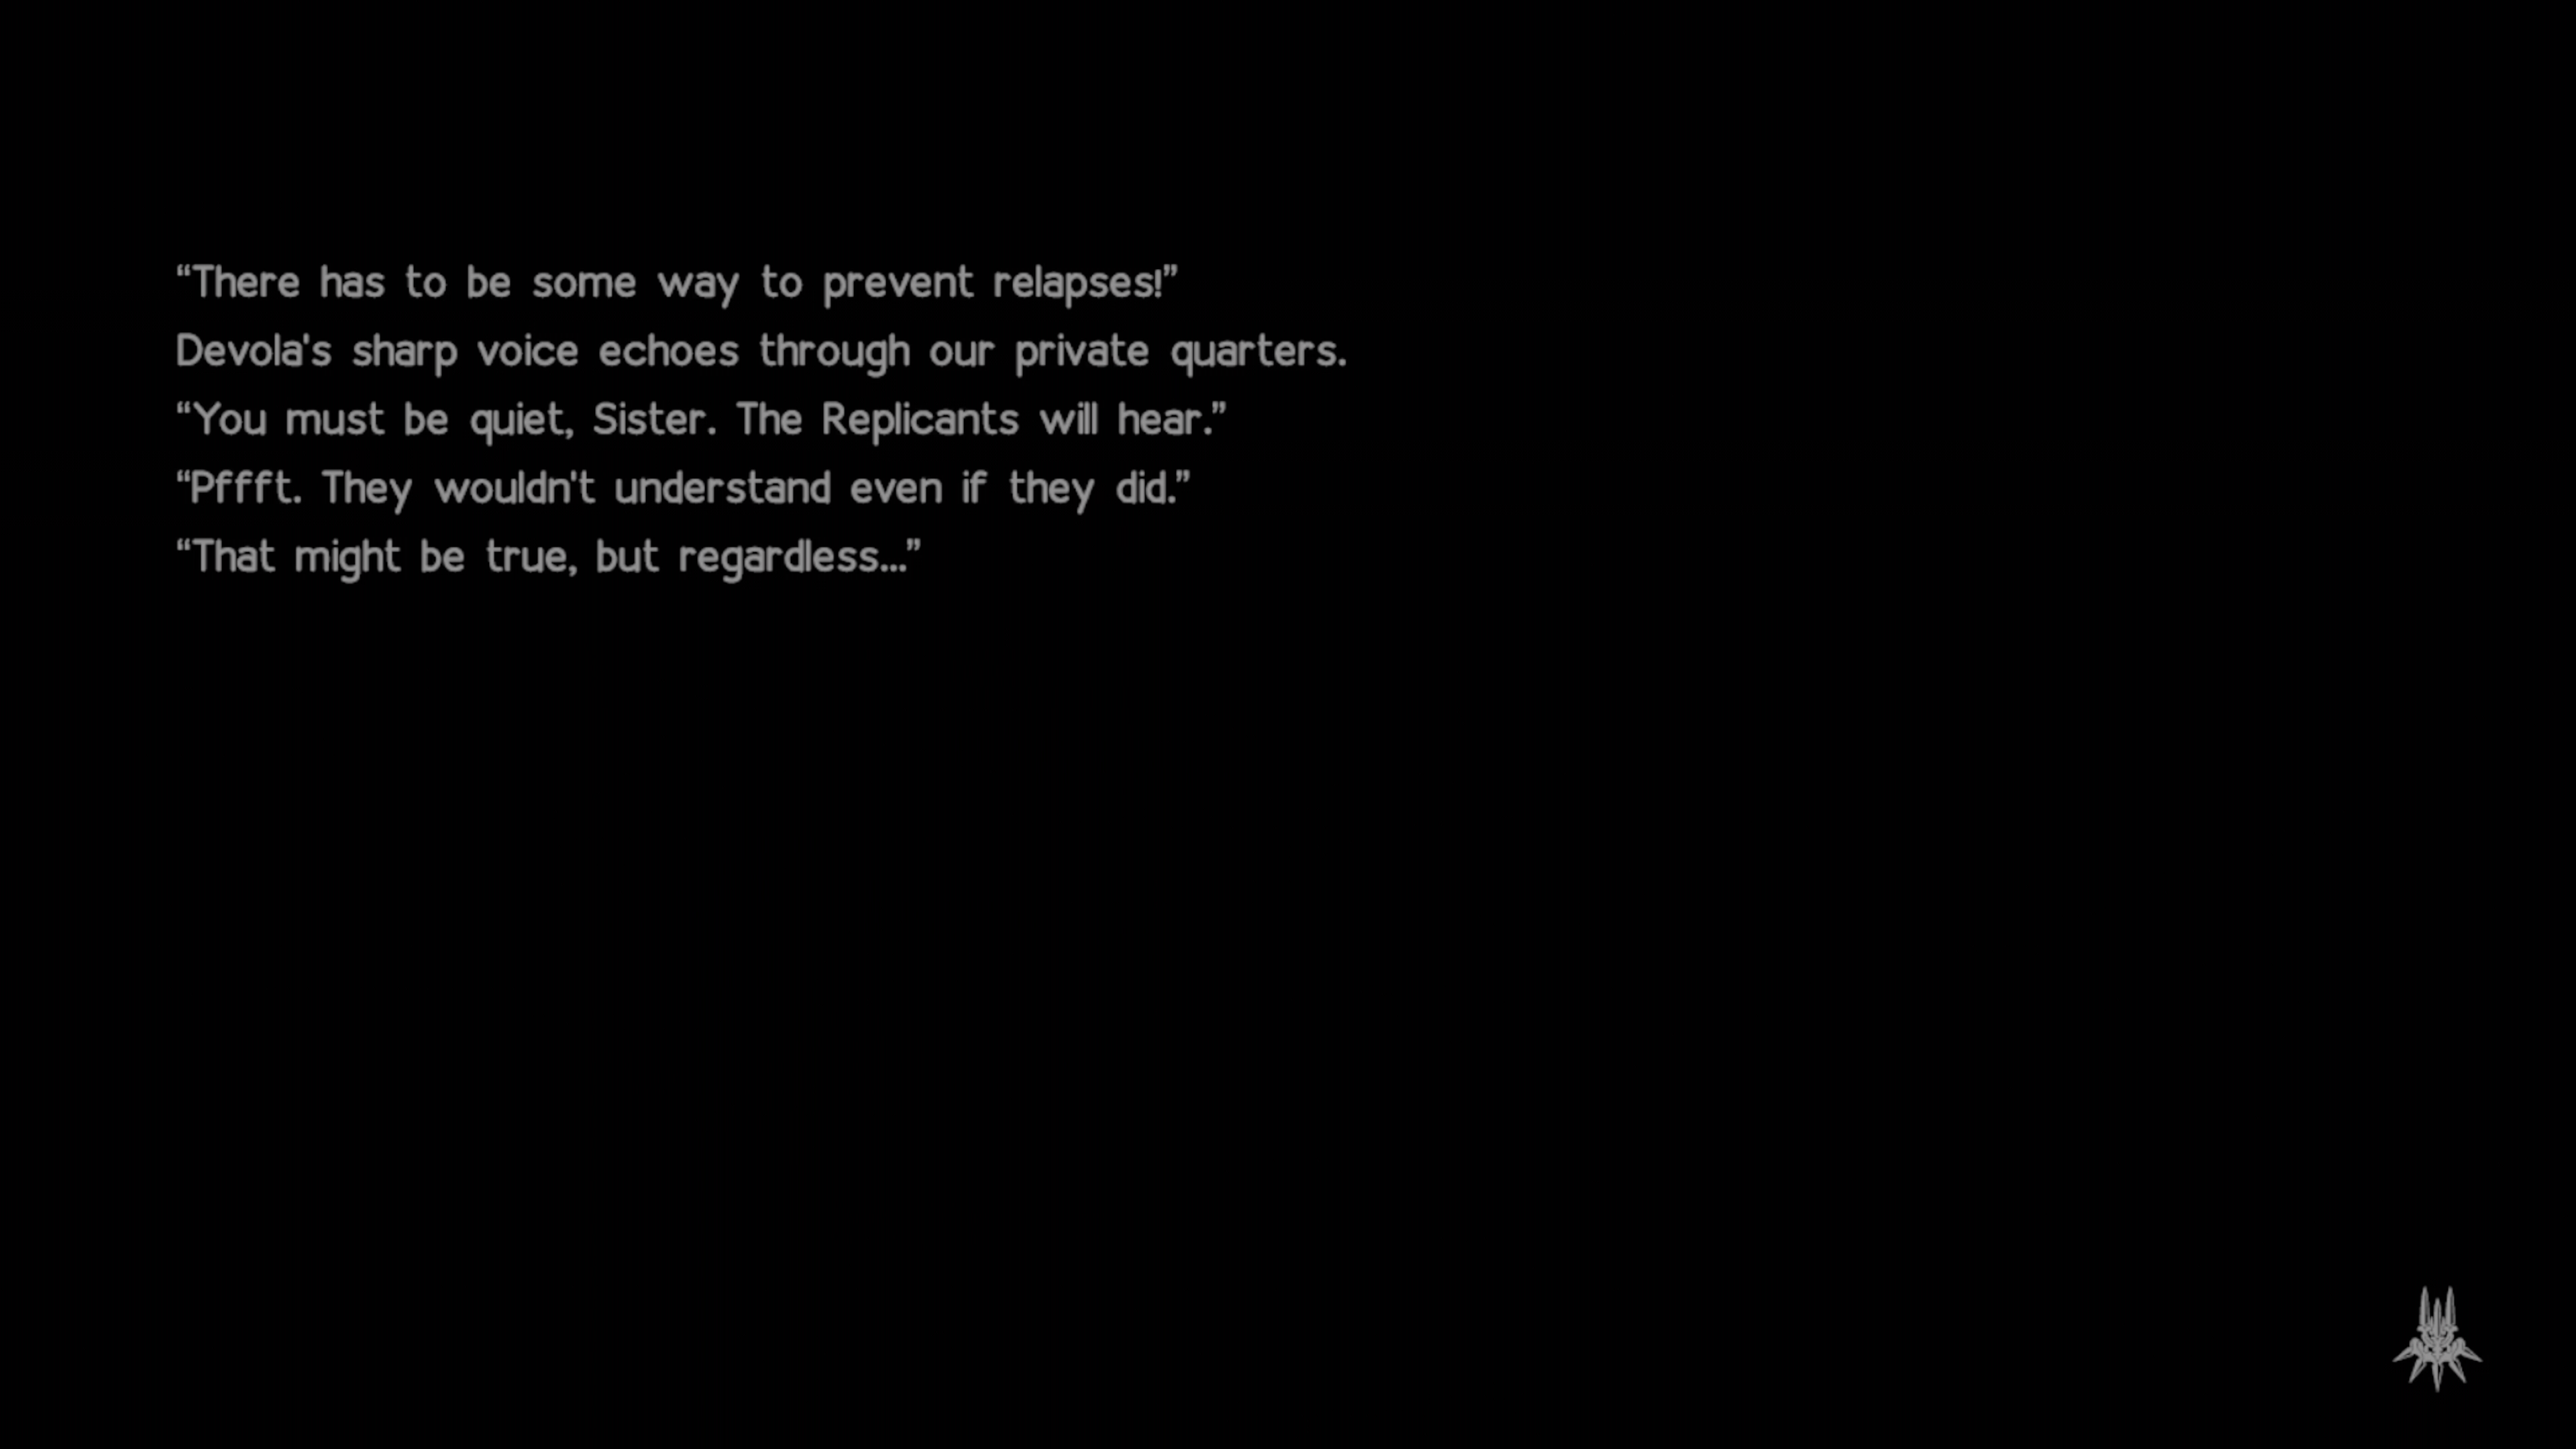 “There has to be some way to prevent relapses!”
Devola's sharp voice echoes through our private quarters.
“You must be quiet, Sister. The Replicants will hear.”
“Pffft. They wouldn't understand even if they did.”
“That might be true, but regardless...”